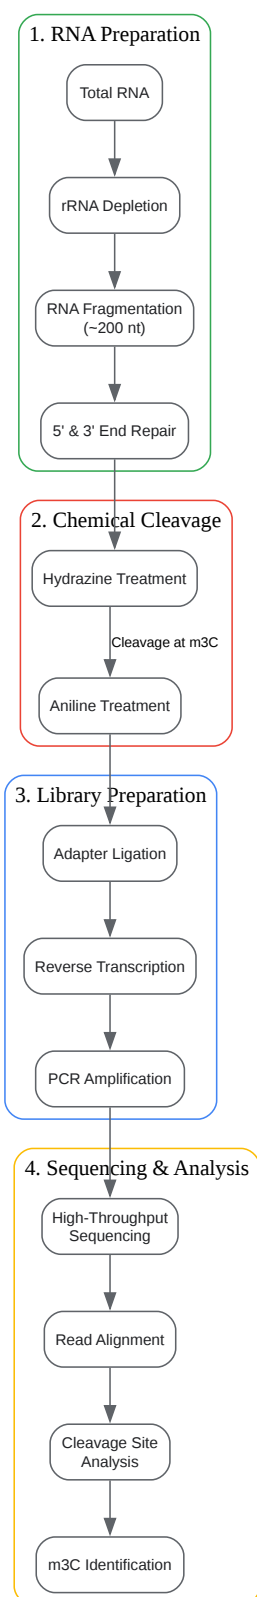 1. RNA Preparation
Total RNA
rRNA Depletion
RNA Fragmentation
(~200 nt)
5' & 3' End Repair
2. Chemical Cleavage
Hydrazine Treatment
Cleavage at m3C
Aniline Treatment
3. Library Preparation
Adapter Ligation
Reverse Transcription
PCR Amplification
4. Sequencing & Analysis
High-Throughput
Sequencing
Read Alignment
Cleavage Site
Analysis
m3C Identification